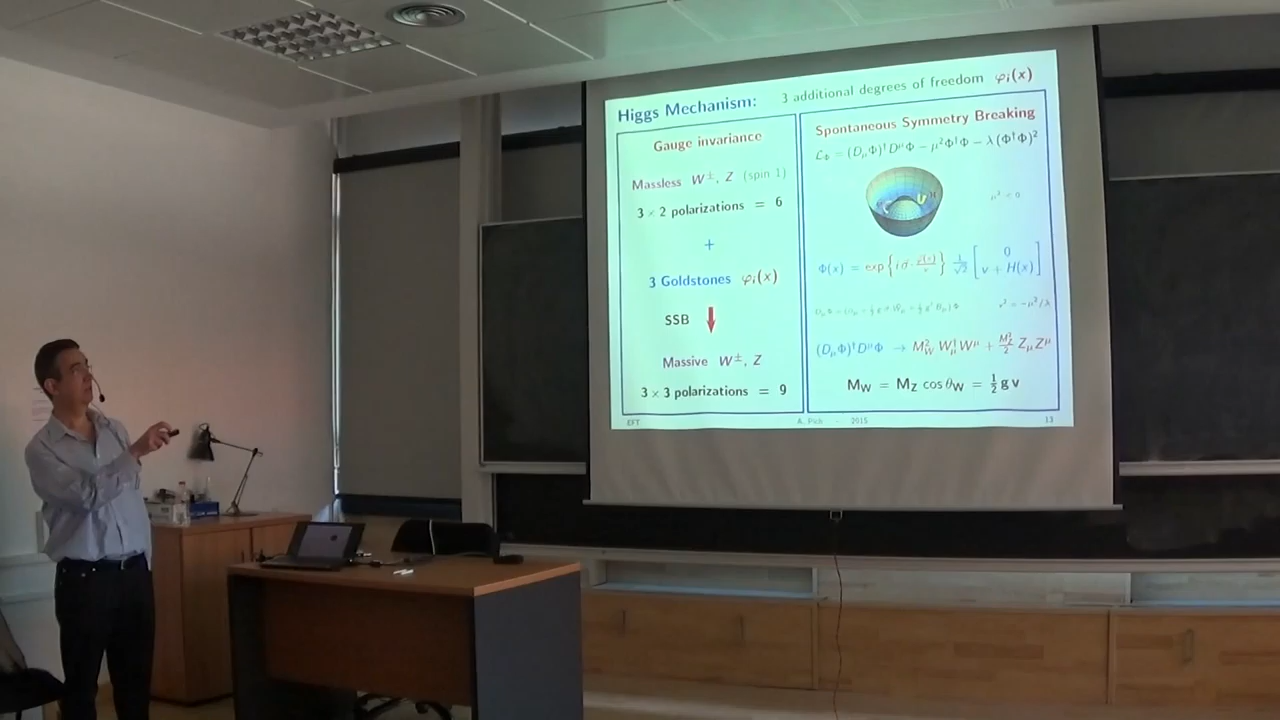 Higgs Mechanism: 3 additional degrees of freedom φᵢ(x)
Gauge invariance
Massless W±, Z (spin 1)
3 × 2 polarizations = 6
+
3 Goldstones φᵢ(x)
SSB
Massive W±, Z
3 × 3 polarizations = 9
Spontaneous Symmetry Breaking
ℒ_Φ = (D_μΦ)†D^μΦ − μ²Φ†Φ − λ(Φ†Φ)²
μ² < 0
Φ(x) = exp{i σ⃗ · φ⃗(x)/v} 1/√2 [0
v + H(x)]
v² = −μ²/λ
(D_μΦ)†D^μΦ → M_W² W_μ†W^μ + M_Z²/2 Z_μZ^μ
M_W = M_Z cos θ_W = ½ g v
EFT A. Pich - 2015 13